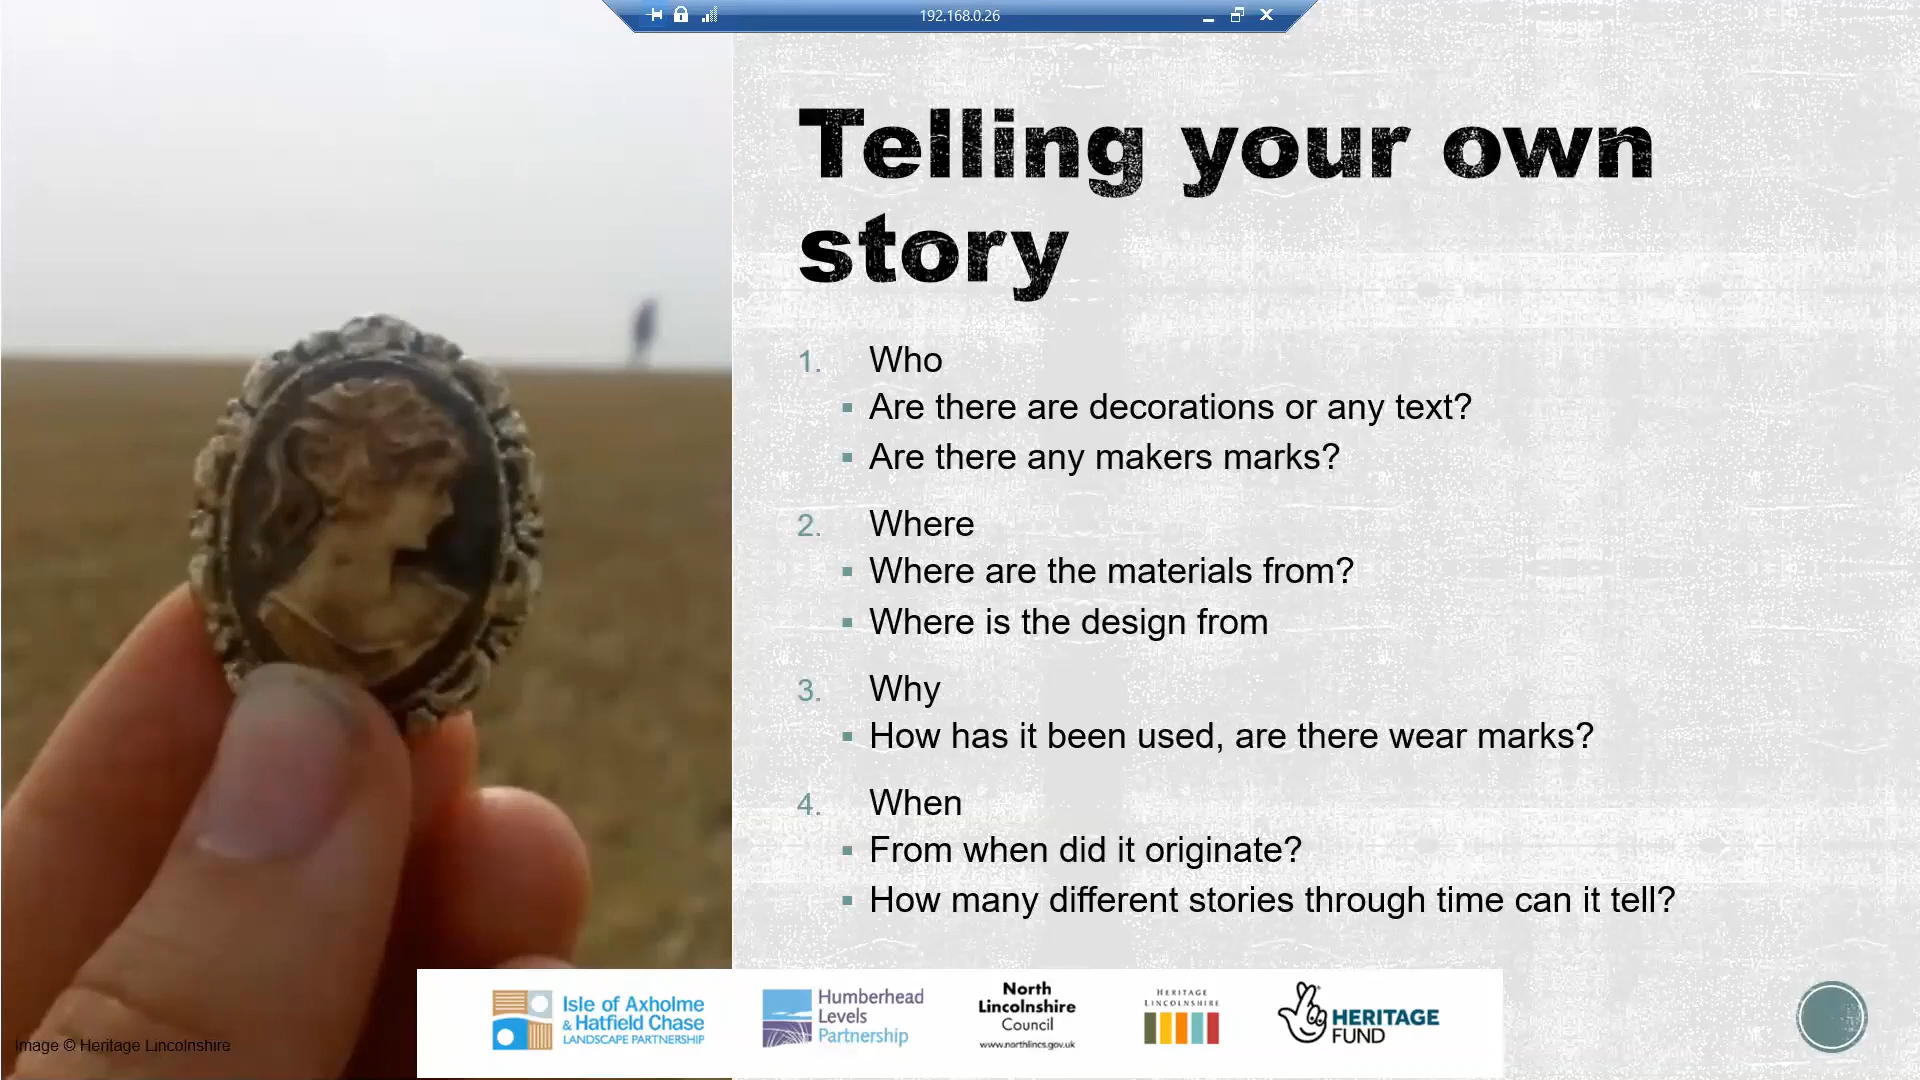 192.168.0.26
Telling your own
story
1. Who
▪ Are there are decorations or any text?
▪ Are there any makers marks?
2. Where
▪ Where are the materials from?
▪ Where is the design from
3. Why
▪ How has it been used, are there wear marks?
4. When
▪ From when did it originate?
▪ How many different stories through time can it tell?
Image © Heritage Lincolnshire
Isle of Axholme
& Hatfield Chase
LANDSCAPE PARTNERSHIP
Humberhead
Levels
Partnership
North
Lincolnshire
Council
www.northlincs.gov.uk
HERITAGE
LINCOLNSHIRE
HERITAGE
FUND